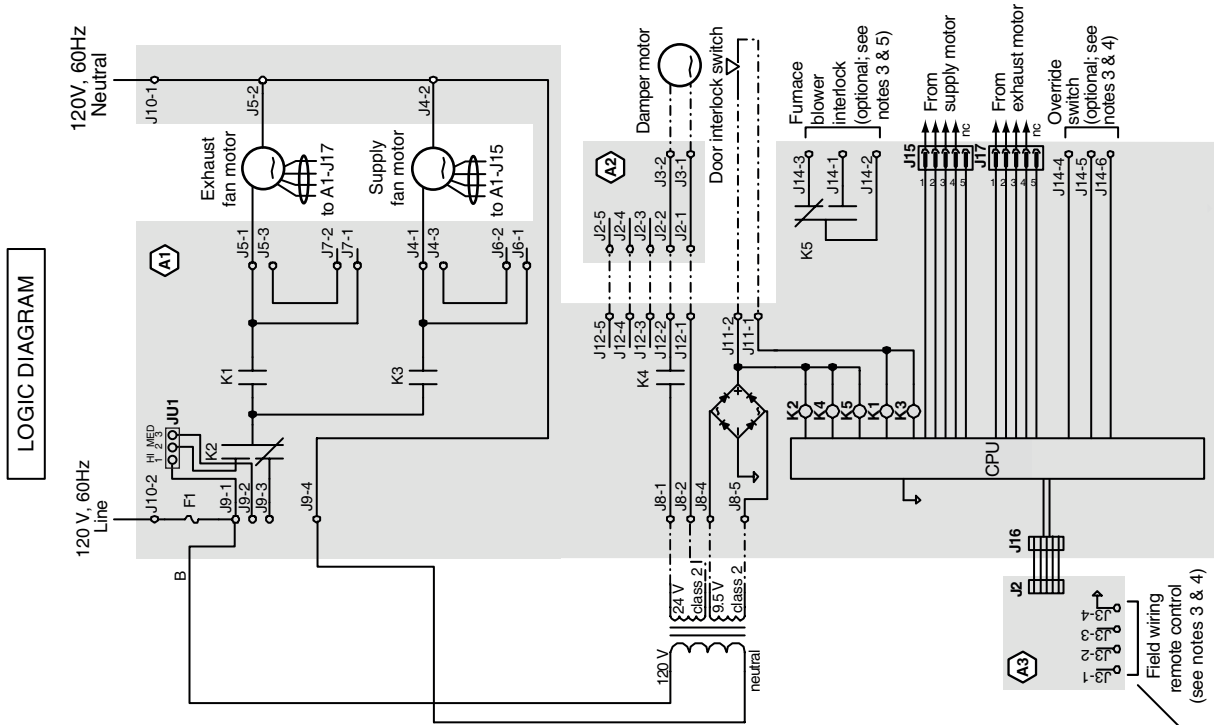 LOGIC DIAGRAM
120V, 60Hz
Neutral
J10-1
J5-2
J4-2
Exhaust
fan motor
to A1-J17
Supply
fan motor
to A1-J15
A1
J5-1
J5-3
J7-2
J7-1
J4-1
J4-3
J6-2
J6-1
K1
K3
JU1
HI MED
1 2 3
K2
120 V, 60Hz
Line
J10-2
F1
J9-1
J9-2
J9-3
J9-4
B
Damper motor
Door interlock switch
A2
J3-2
J3-1
J2-5
J2-4
J2-3
J2-2
J2-1
J12-5
J12-4
J12-3
J12-2
J12-1
K4
J11-2
J11-1
J8-1
J8-2
J8-4
J8-5
24 V
class 2
9.5 V
class 2
120 V
neutral
Furnace
blower
interlock
(optional; see
notes 3 & 5)
J14-3
J14-1
J14-2
K5
From
supply motor
J15
nc
1
2
3
4
5
From
exhaust motor
J17
nc
1
2
3
4
5
Override
switch
(optional; see
notes 3 & 4)
J14-4
J14-5
J14-6
K2
K4
K5
K1
K3
CPU
J16
J2
A3
J3-4
J3-3
J3-2
J3-1
Field wiring
remote control
(see notes 3 & 4)